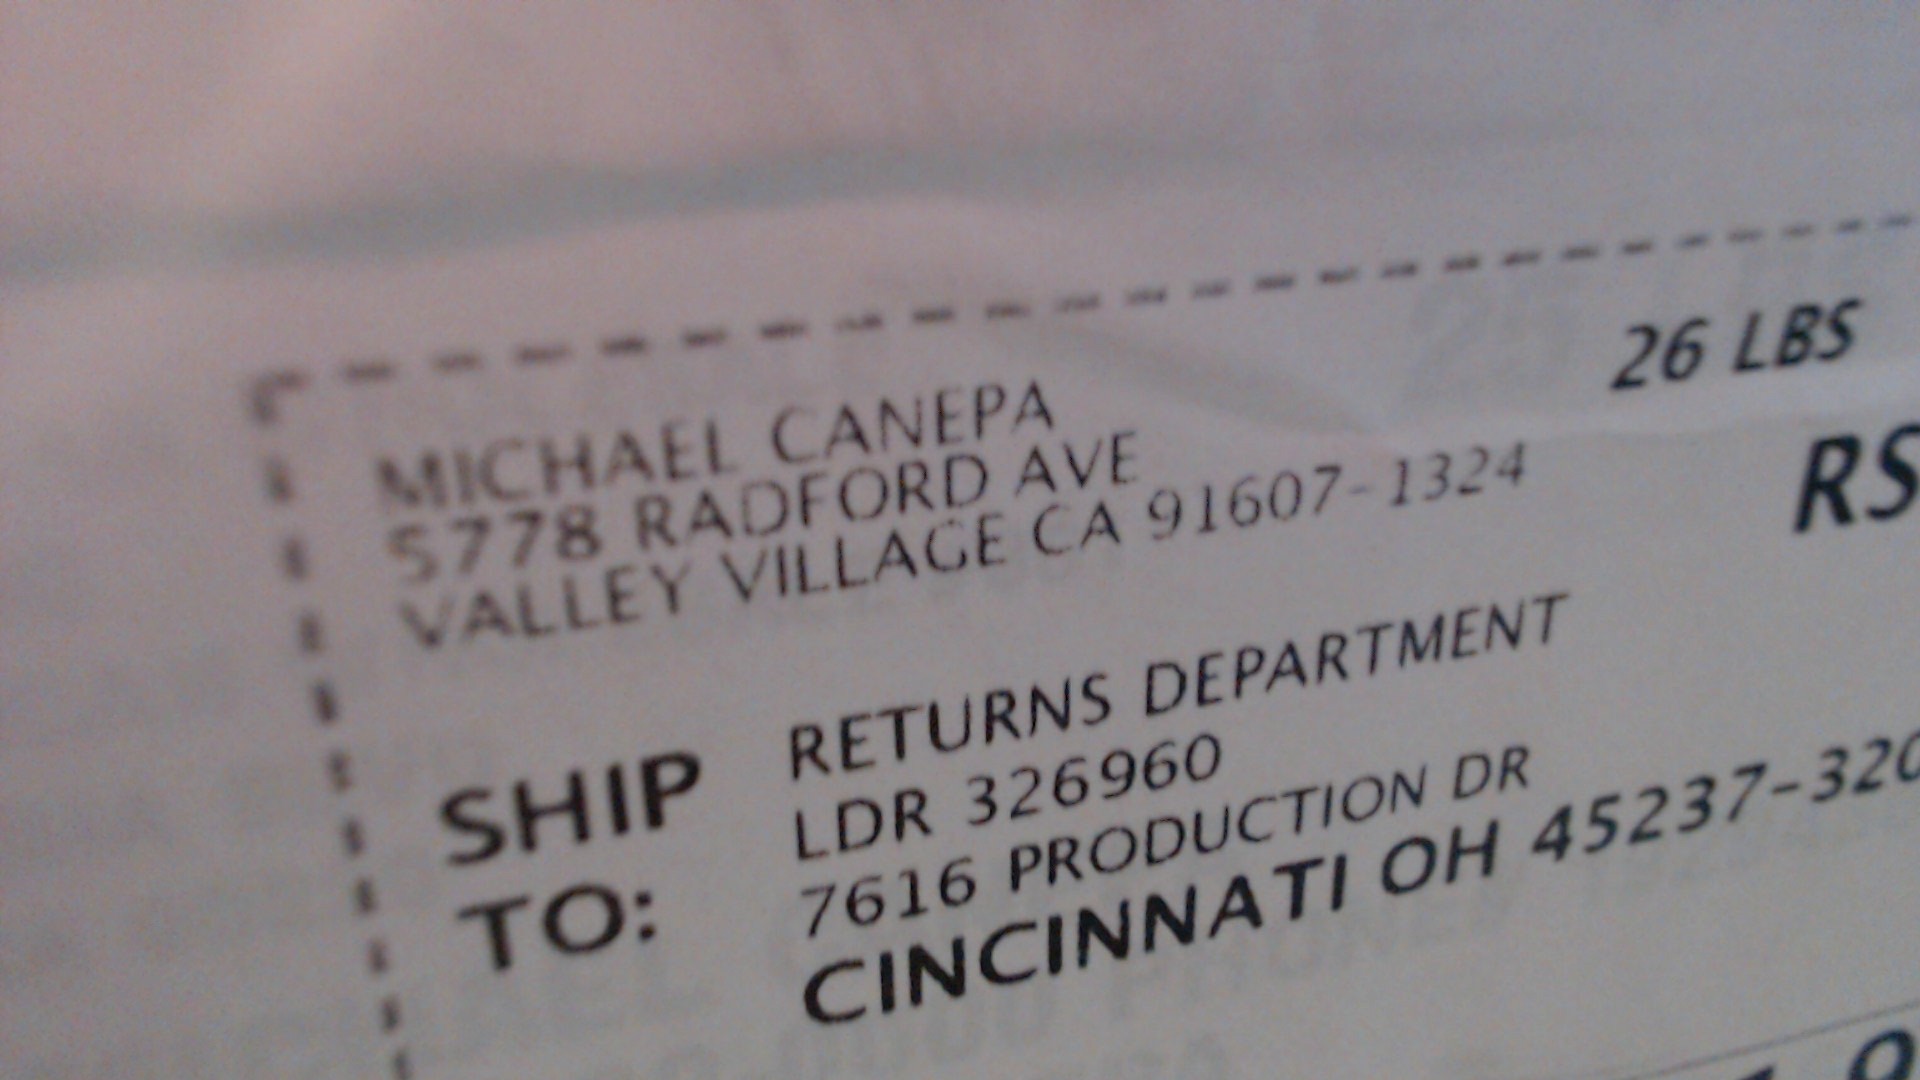 MICHAEL CANEPA
5778 RADFORD AVE
VALLEY VILLAGE CA 91607-1324
26 LBS
RS
SHIP TO:
RETURNS DEPARTMENT
LDR 326960
7616 PRODUCTION DR
CINCINNATI OH 45237-320